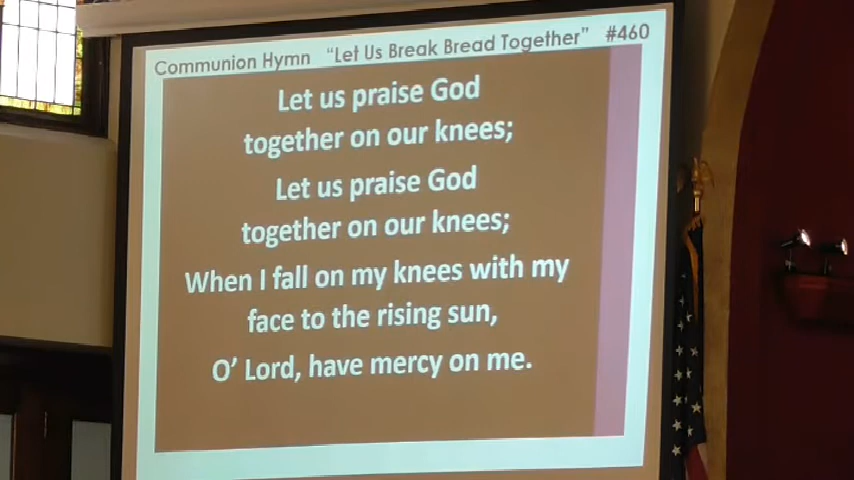 Communion Hymn "Let Us Break Bread Together" #460
Let us praise God
together on our knees;
Let us praise God
together on our knees;
When I fall on my knees with my
face to the rising sun,
O' Lord, have mercy on me.